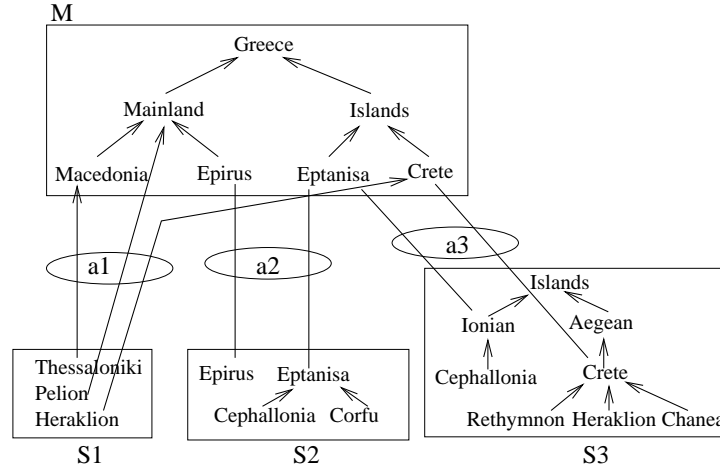 M
Greece
Mainland Islands
Macedonia Epirus Eptanisa Crete
a1 a2 a3
Islands
Ionian Aegean
Thessaloniki Epirus Eptanisa Cephallonia Crete
Pelion
Heraklion Cephallonia Corfu Rethymnon Heraklion Chanea
S1 S2 S3